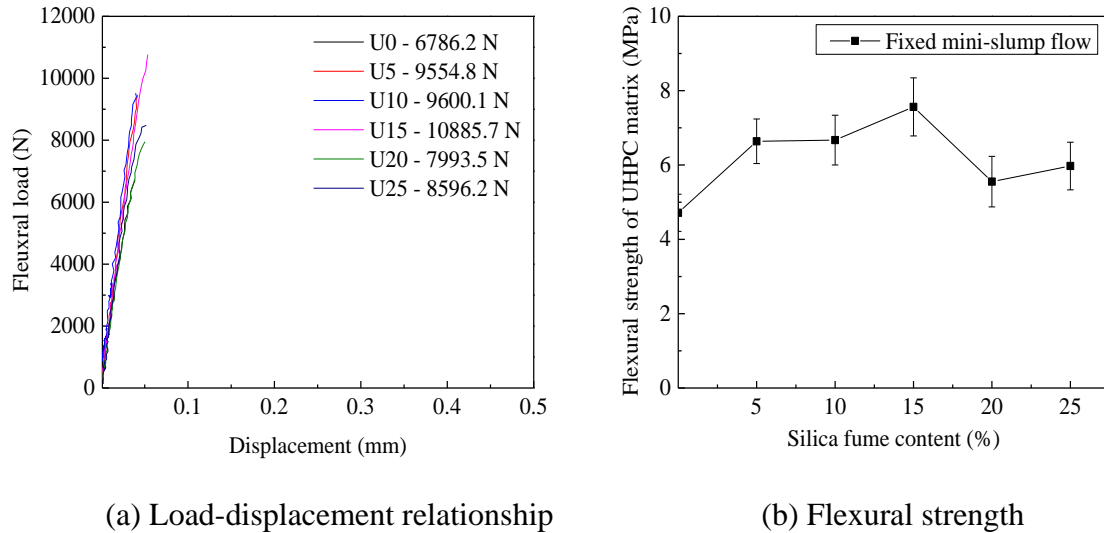 12000
10000
8000
6000
4000
2000
0
Fleuxral load (N)
U0 - 6786.2 N
U5 - 9554.8 N
U10 - 9600.1 N
U15 - 10885.7 N
U20 - 7993.5 N
U25 - 8596.2 N
0.1 0.2 0.3 0.4 0.5
Displacement (mm)
(a) Load-displacement relationship
10
8
6
4
2
0
Flexural strength of UHPC matrix (MPa)
Fixed mini-slump flow
5 10 15 20 25
Silica fume content (%)
(b) Flexural strength